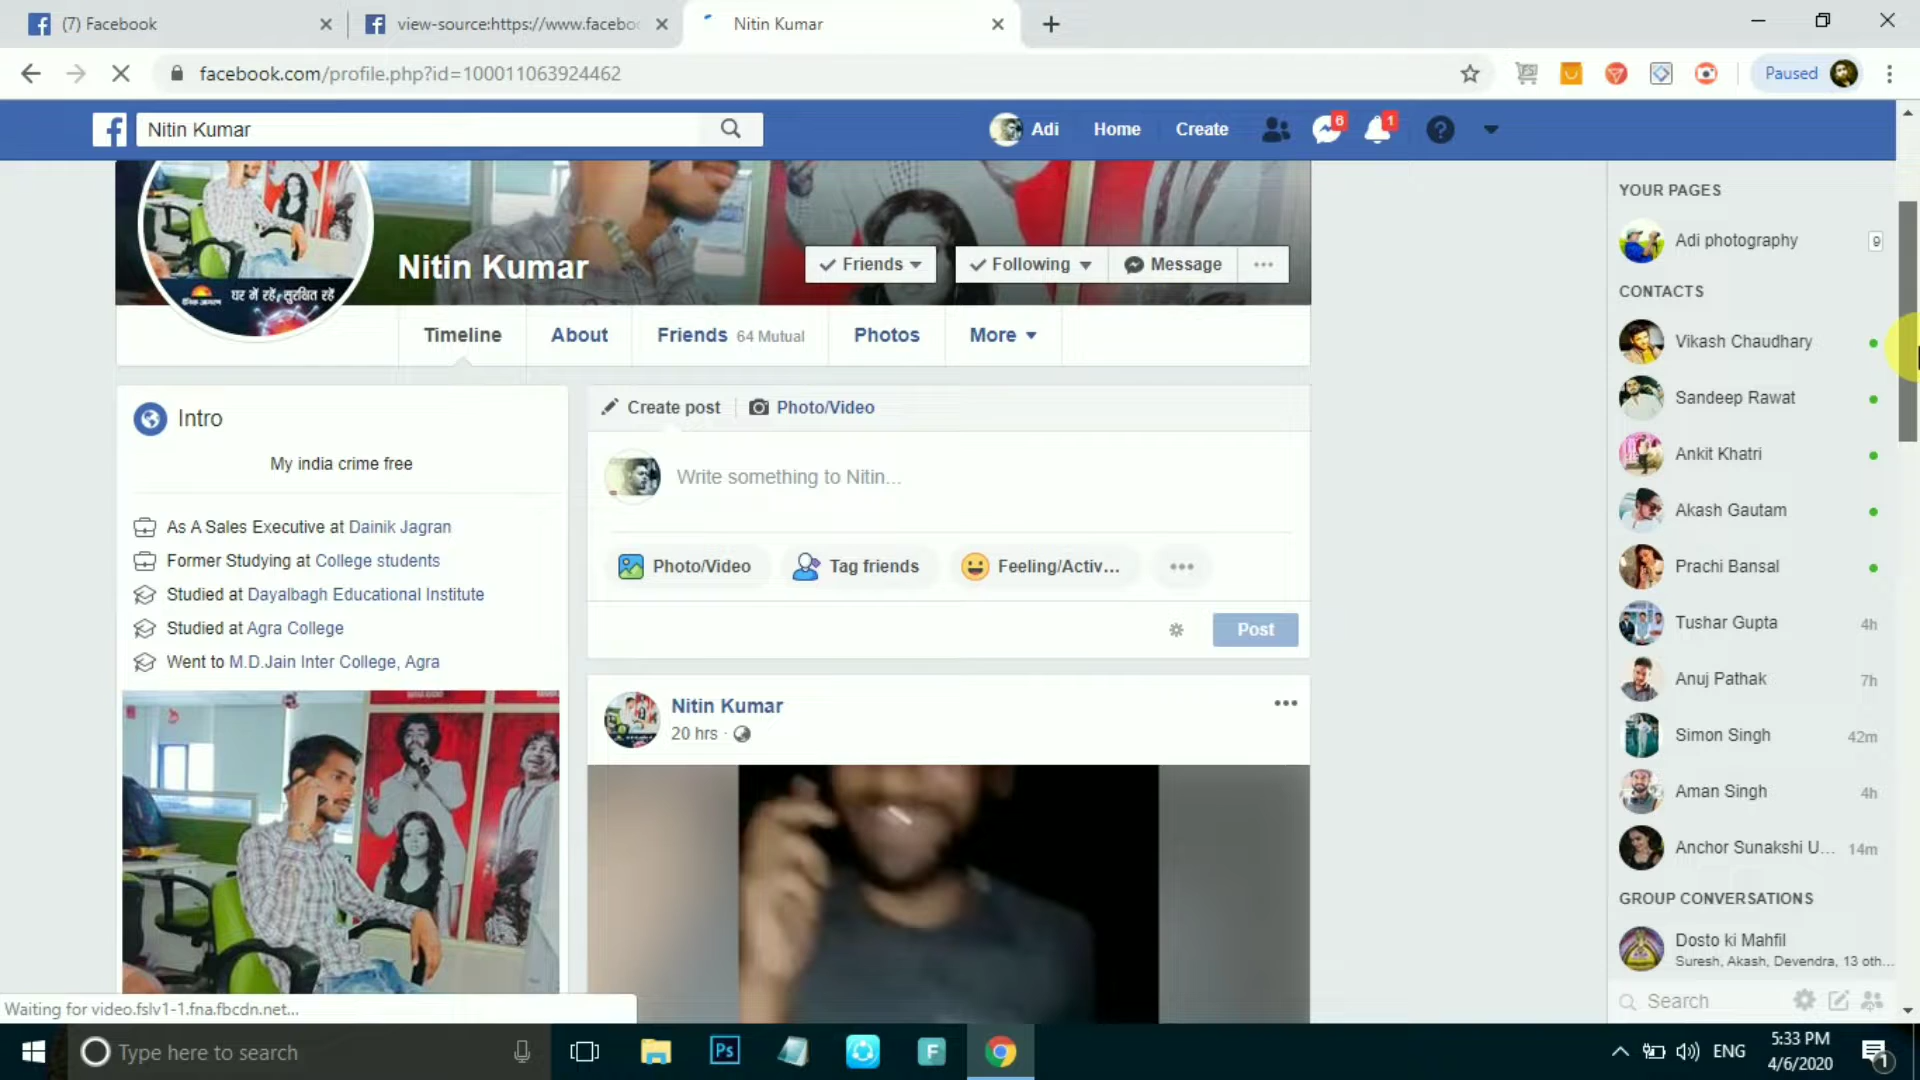 (7) Facebook
view-source:https://www.facebo
Nitin Kumar
facebook.com/profile.php?id=100011063924462
Paused
Nitin Kumar
Adi
Home
Create
6
1
Nitin Kumar
Friends
Following
Message
घर में रहें, सुरक्षित रहें
Timeline
About
Friends 64 Mutual
Photos
More
Intro
My india crime free
As A Sales Executive at Dainik Jagran
Former Studying at College students
Studied at Dayalbagh Educational Institute
Studied at Agra College
Went to M.D.Jain Inter College, Agra
Create post
Photo/Video
Write something to Nitin...
Photo/Video
Tag friends
Feeling/Activ...
Post
Nitin Kumar
20 hrs ·
YOUR PAGES
Adi photography 9
CONTACTS
Vikash Chaudhary
Sandeep Rawat
Ankit Khatri
Akash Gautam
Prachi Bansal
Tushar Gupta 4h
Anuj Pathak 7h
Simon Singh 42m
Aman Singh 4h
Anchor Sunakshi U... 14m
GROUP CONVERSATIONS
Dosto ki Mahfil
Suresh, Akash, Devendra, 13 oth...
Search
Waiting for video.fslv1-1.fna.fbcdn.net...
Type here to search
Ps
F
ENG
5:33 PM
4/6/2020
1